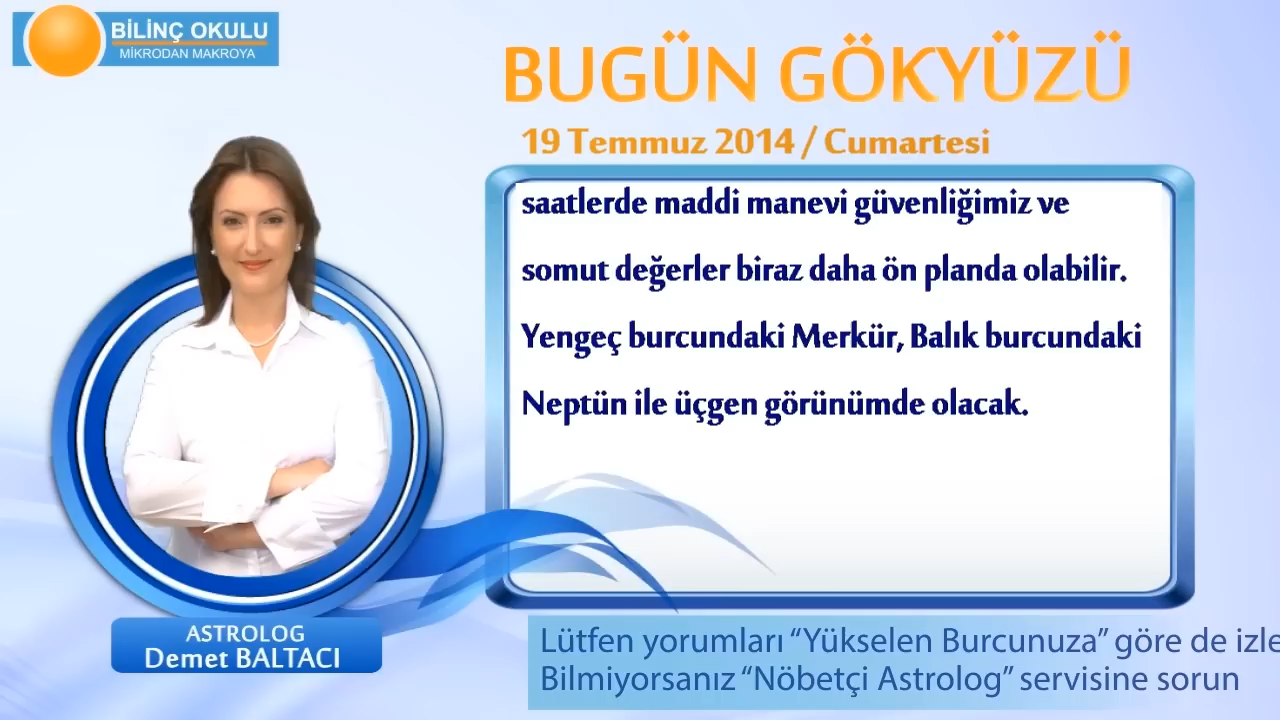 BİLİNÇ OKULU
MİKRODAN MAKROYA
BUGÜN GÖKYÜZÜ
19 Temmuz 2014 / Cumartesi
saatlerde maddi manevi güvenliğimiz ve
somut değerler biraz daha ön planda olabilir.
Yengeç burcundaki Merkür, Balık burcundaki
Neptün ile üçgen görünümde olacak.
ASTROLOG
Demet BALTACI
Lütfen yorumları “Yükselen Burcunuza” göre de izle
Bilmiyorsanız “Nöbetçi Astrolog” servisine sorun